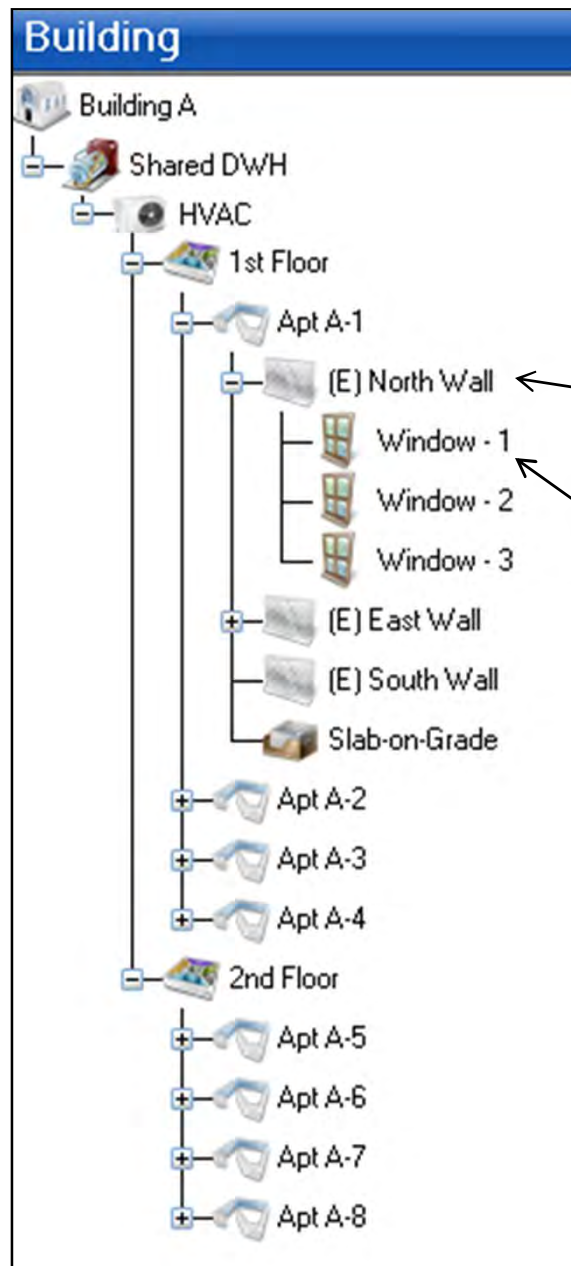 Building
Building A
Shared DWH
HVAC
1st Floor
Apt A-1
(E) North Wall
Window - 1
Window - 2
Window - 3
(E) East Wall
(E) South Wall
Slab-on-Grade
Apt A-2
Apt A-3
Apt A-4
2nd Floor
Apt A-5
Apt A-6
Apt A-7
Apt A-8